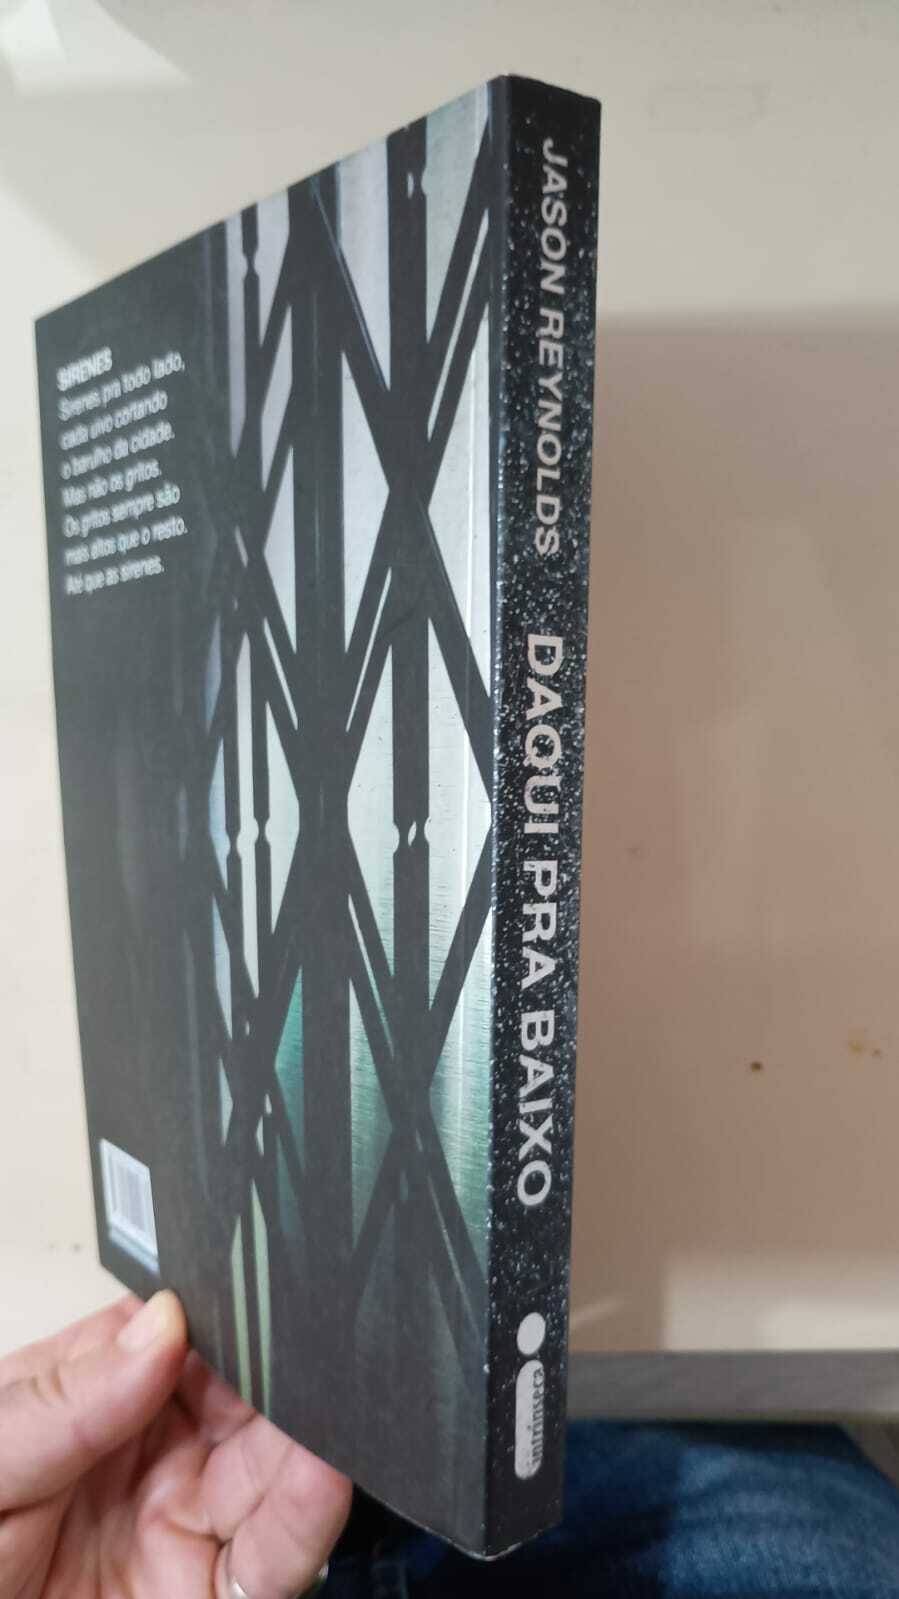 SIRENES
Sirenes pra todo lado,
cada uivo cortando
o barulho da cidade.
Mas não os gritos.
Os gritos sempre são
mais altos que o resto.
Até que as sirenes.
JASON REYNOLDS
DAQUI PRA BAIXO
intrínseca